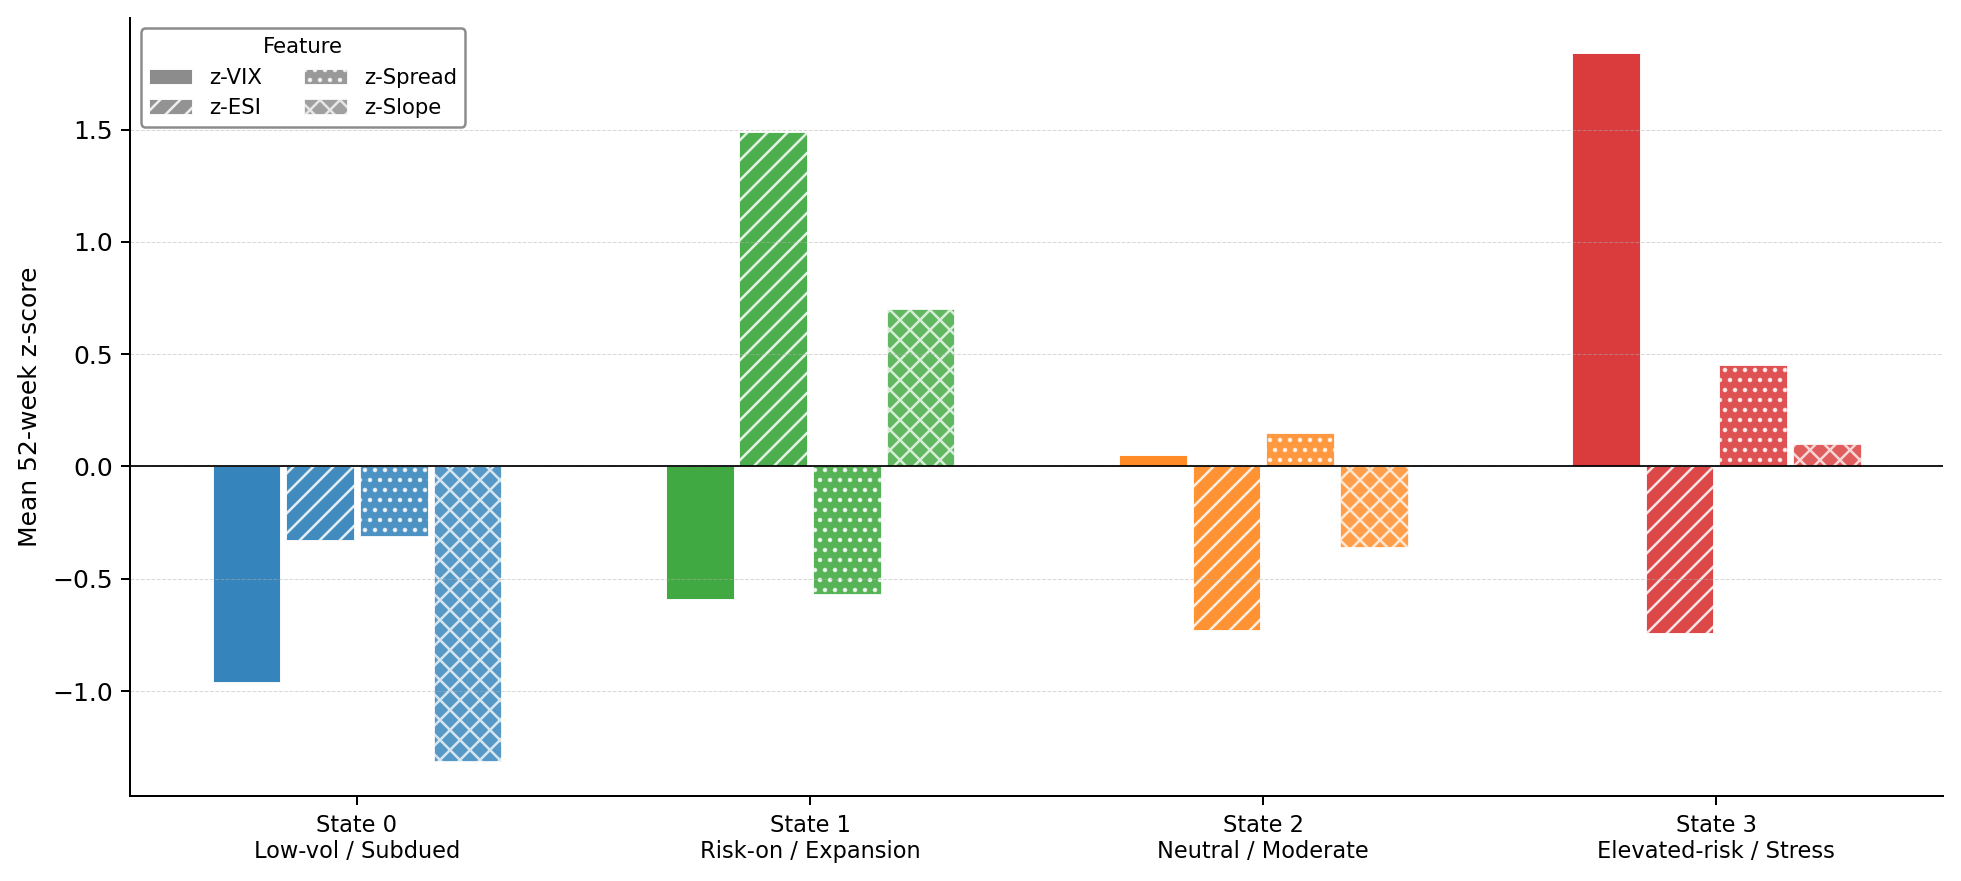 Feature
z-VIX
z-Spread
z-ESI
z-Slope
Mean 52-week z-score
1.5
1.0
0.5
0.0
−0.5
−1.0
State 0
Low-vol / Subdued
State 1
Risk-on / Expansion
State 2
Neutral / Moderate
State 3
Elevated-risk / Stress